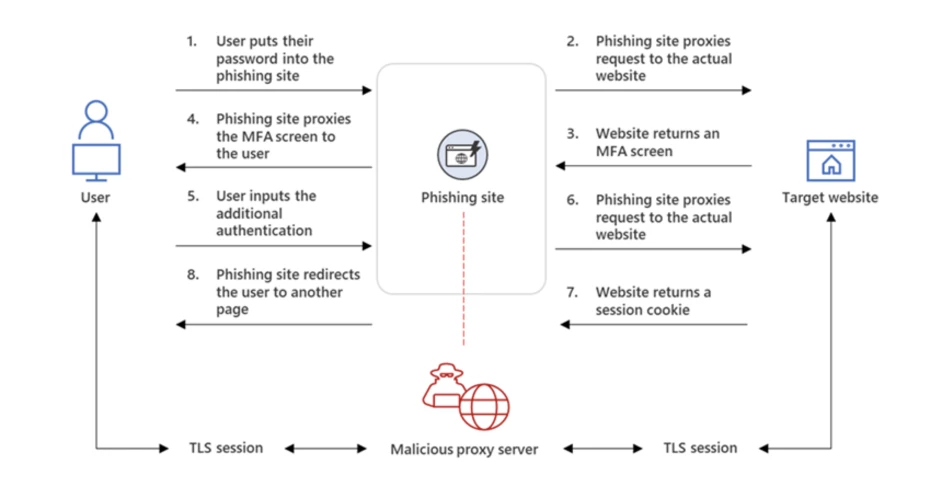 1. User puts their
password into the
phishing site
2. Phishing site proxies
request to the actual
website
4. Phishing site proxies
the MFA screen to
the user
3. Website returns an
MFA screen
User
Phishing site
Target website
5. User inputs the
additional
authentication
6. Phishing site proxies
request to the actual
website
8. Phishing site redirects
the user to another
page
7. Website returns a
session cookie
TLS session
Malicious proxy server
TLS session